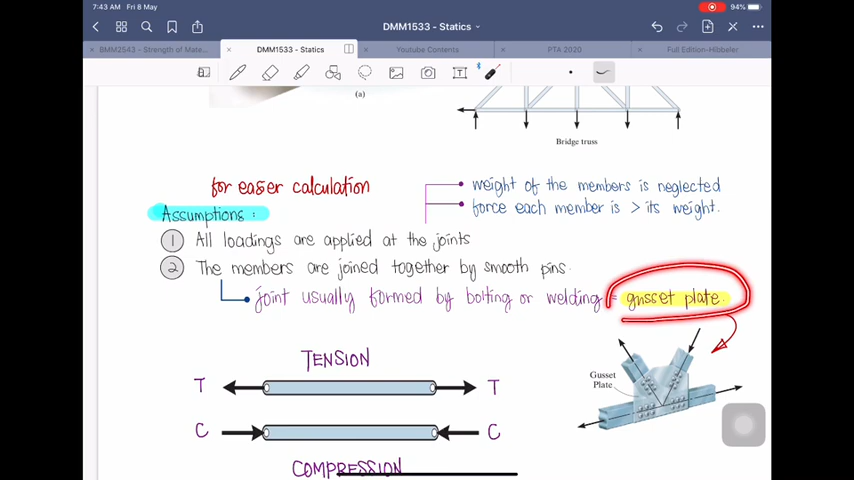 7:43 AM Fri 8 May
94%
DMM1533 - Statics
BMM2543 - Strength of Mate...
DMM1533 - Statics
Youtube Contents
PTA 2020
Full Edition-Hibbeler
(a)
Bridge truss
for easier calculation
weight of the members is neglected
force each member is > its weight.
Assumptions :
1 All loadings are applied at the joints
2 The members are joined together by smooth pins.
joint usually formed by bolting or welding = gusset plate.
TENSION
T T
Gusset
Plate
C C
COMPRESSION